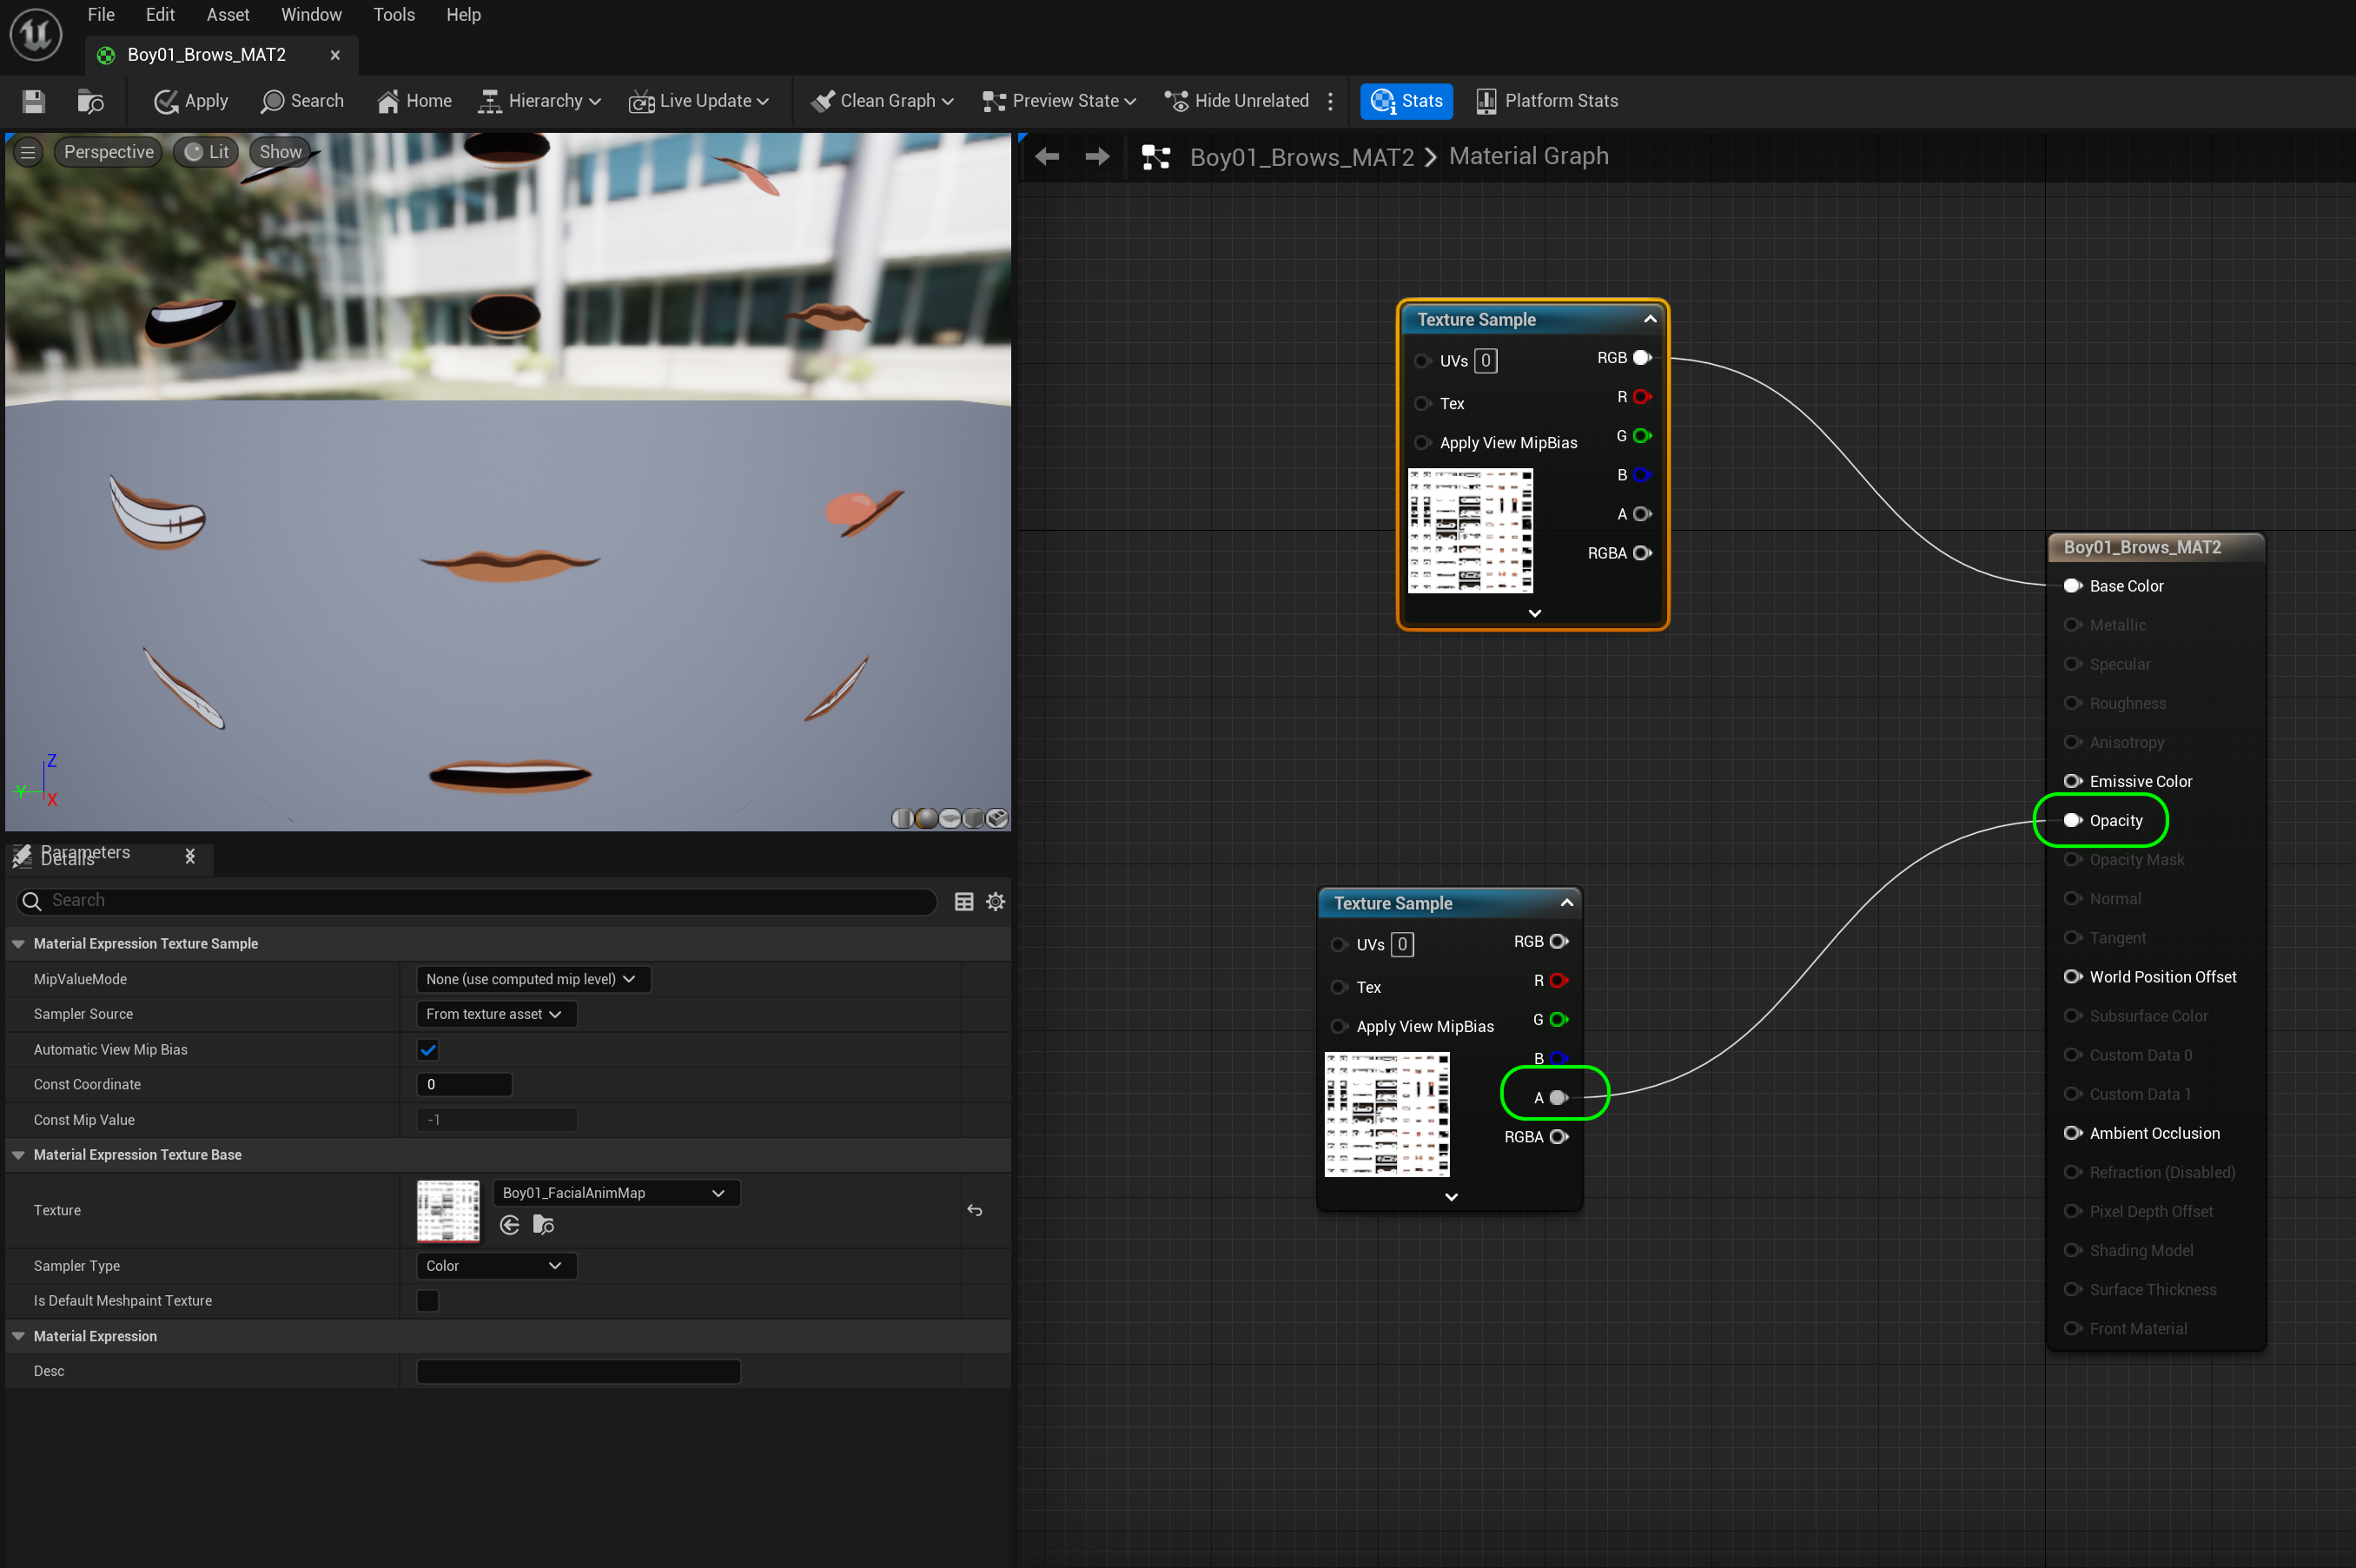 File Edit Asset Window Tools Help
Boy01_Brows_MAT2
Apply Search Home Hierarchy Live Update Clean Graph Preview State Hide Unrelated Stats Platform Stats
Perspective Lit Show
Z
Y
X
Parameters
Details
Search
Material Expression Texture Sample
MipValueMode None (use computed mip level)
Sampler Source From texture asset
Automatic View Mip Bias
Const Coordinate 0
Const Mip Value -1
Material Expression Texture Base
Texture Boy01_FacialAnimMap
Sampler Type Color
Is Default Meshpaint Texture
Material Expression
Desc
Boy01_Brows_MAT2 > Material Graph
Texture Sample
UVs 0 RGB
R
Tex
G
Apply View MipBias
B
A
RGBA
Texture Sample
UVs 0 RGB
R
Tex
G
Apply View MipBias
B
A
RGBA
Boy01_Brows_MAT2
Base Color
Metallic
Specular
Roughness
Anisotropy
Emissive Color
Opacity
Opacity Mask
Normal
Tangent
World Position Offset
Subsurface Color
Custom Data 0
Custom Data 1
Ambient Occlusion
Refraction (Disabled)
Pixel Depth Offset
Shading Model
Surface Thickness
Front Material